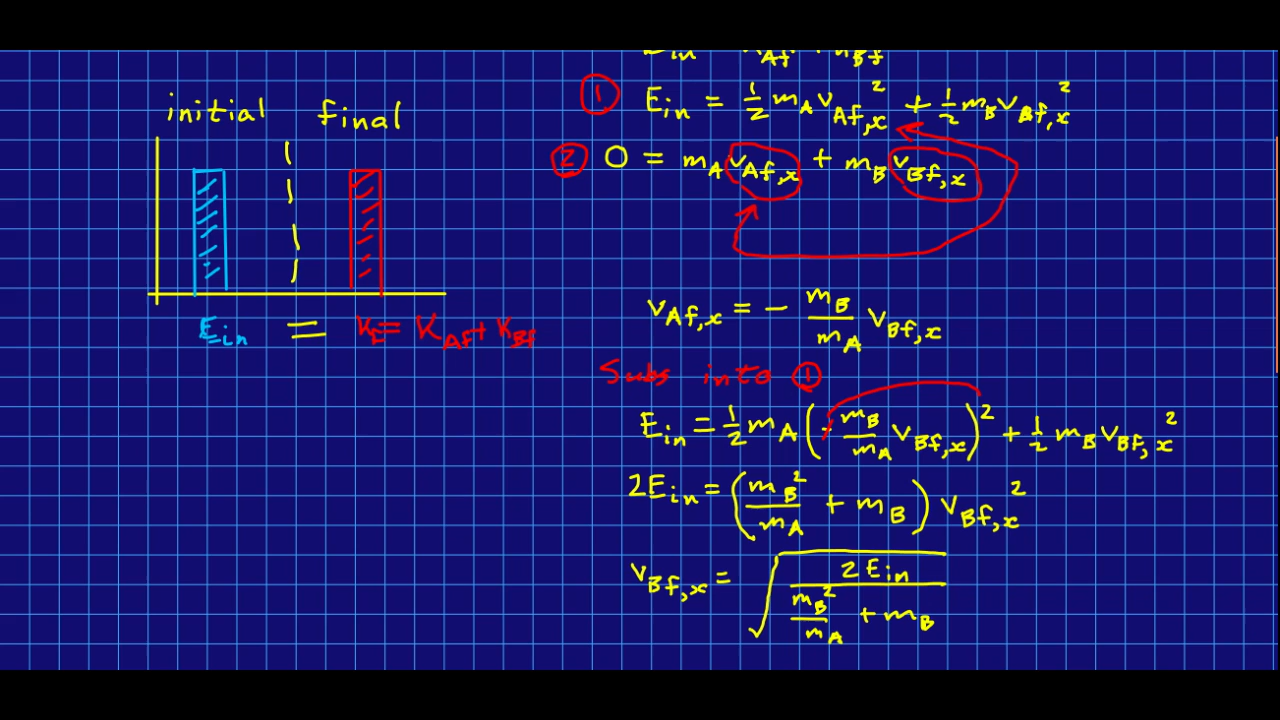 initial final
E_in = K_E = K_Af + K_Bf
① E_in = ½ m_A v_Af,x² + ½ m_B v_Bf,x²
② 0 = m_A v_Af,x + m_B v_Bf,x
v_Af,x = - m_B/m_A v_Bf,x
Subs into ①
E_in = ½ m_A (- m_B/m_A v_Bf,x)² + ½ m_B v_Bf,x²
2E_in = (m_B²/m_A + m_B) v_Bf,x²
v_Bf,x = √(2E_in / (m_B²/m_A + m_B))